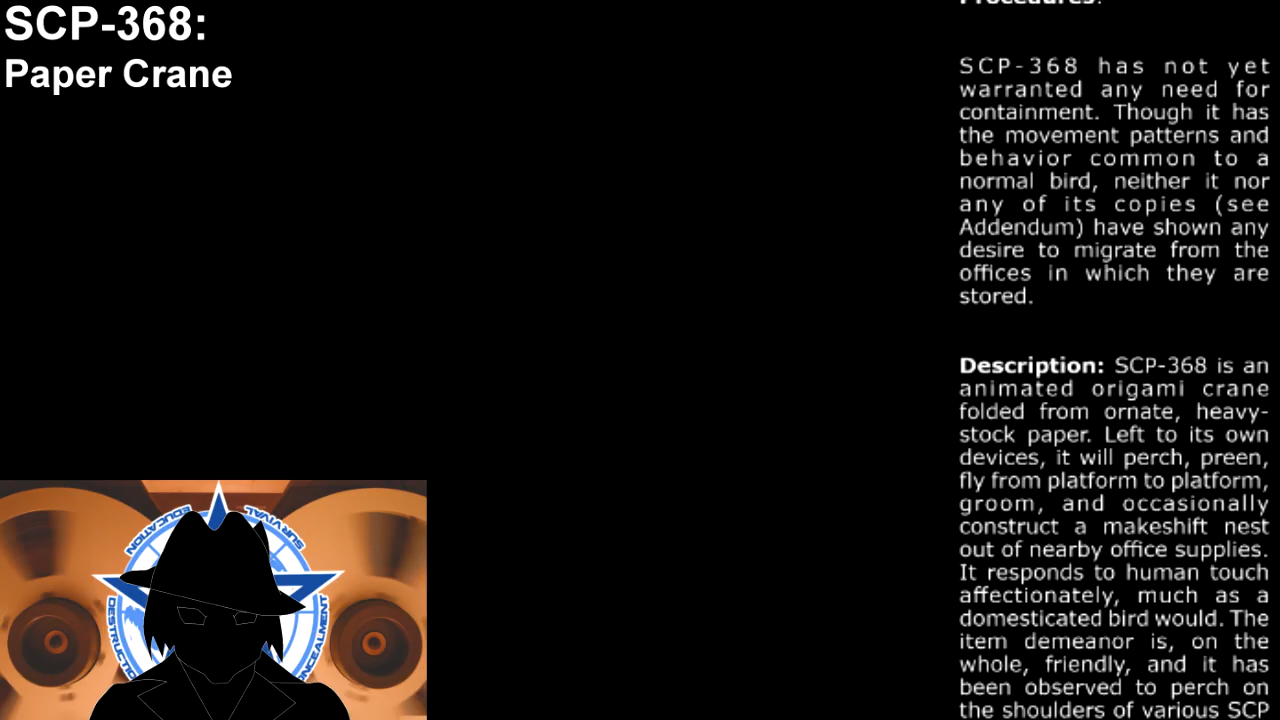 SCP-368:
Paper Crane
Procedures:
SCP-368 has not yet
warranted any need for
containment. Though it has
the movement patterns and
behavior common to a
normal bird, neither it nor
any of its copies (see
Addendum) have shown any
desire to migrate from the
offices in which they are
stored.
Description: SCP-368 is an
animated origami crane
folded from ornate, heavy-
stock paper. Left to its own
devices, it will perch, preen,
fly from platform to platform,
groom, and occasionally
construct a makeshift nest
out of nearby office supplies.
It responds to human touch
affectionately, much as a
domesticated bird would. The
item demeanor is, on the
whole, friendly, and it has
been observed to perch on
the shoulders of various SCP
EDUCATION
SURVIVAL